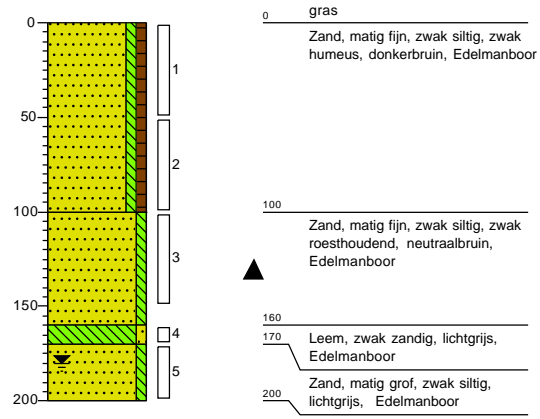 0
50
100
150
200
1
2
3
4
5
0
gras
Zand, matig fijn, zwak siltig, zwak
humeus, donkerbruin, Edelmanboor
100
Zand, matig fijn, zwak siltig, zwak
roesthoudend, neutraalbruin,
Edelmanboor
160
170
Leem, zwak zandig, lichtgrijs,
Edelmanboor
200
Zand, matig grof, zwak siltig,
lichtgrijs, Edelmanboor